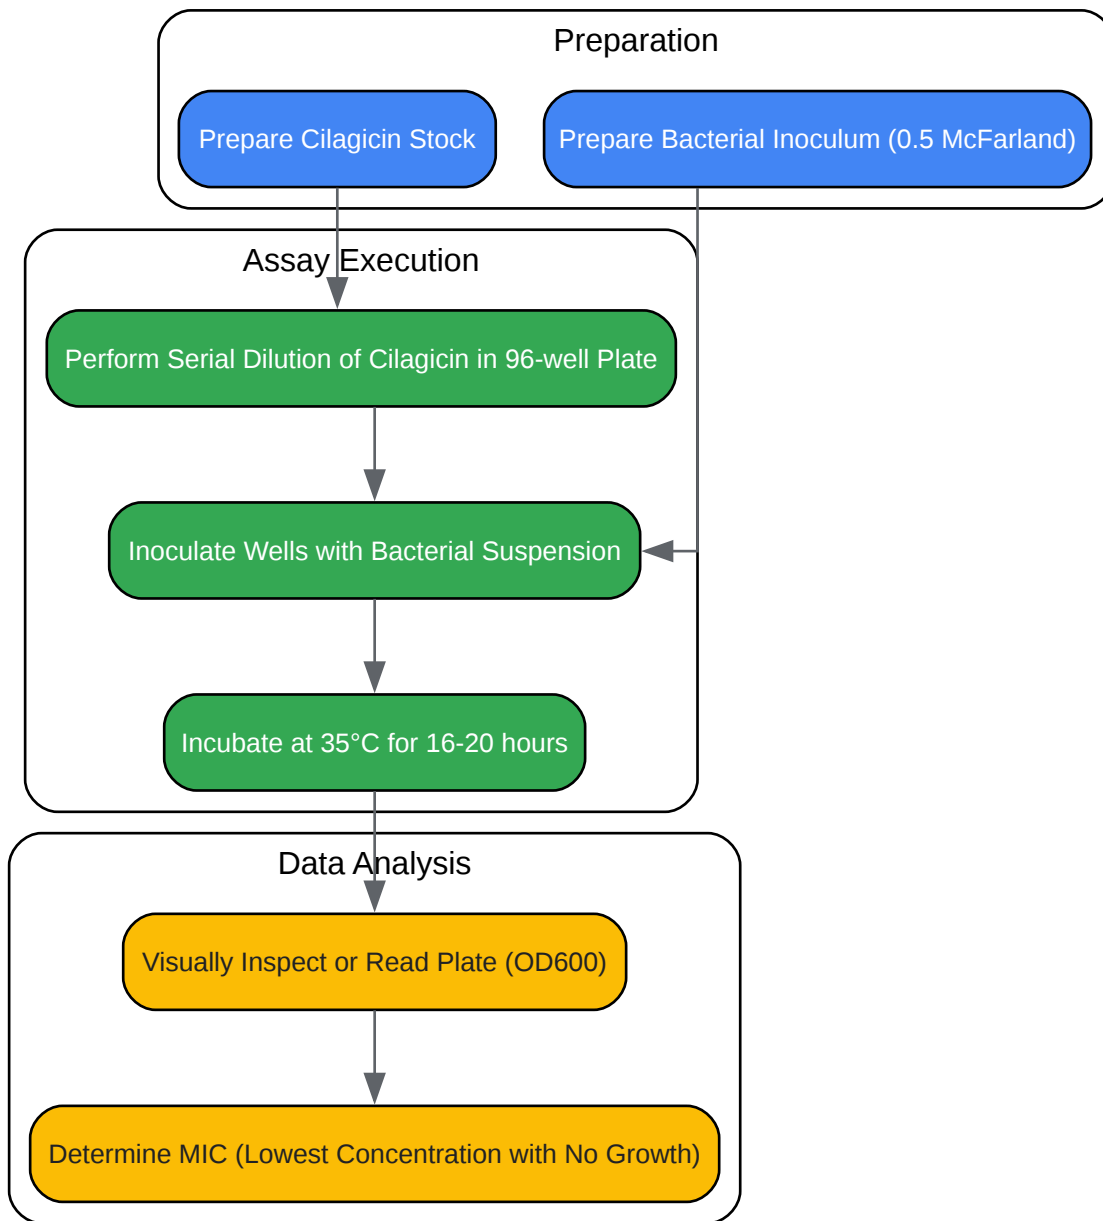 Preparation
Prepare Cilagicin Stock
Prepare Bacterial Inoculum (0.5 McFarland)
Assay Execution
Perform Serial Dilution of Cilagicin in 96-well Plate
Inoculate Wells with Bacterial Suspension
Incubate at 35°C for 16-20 hours
Data Analysis
Visually Inspect or Read Plate (OD600)
Determine MIC (Lowest Concentration with No Growth)